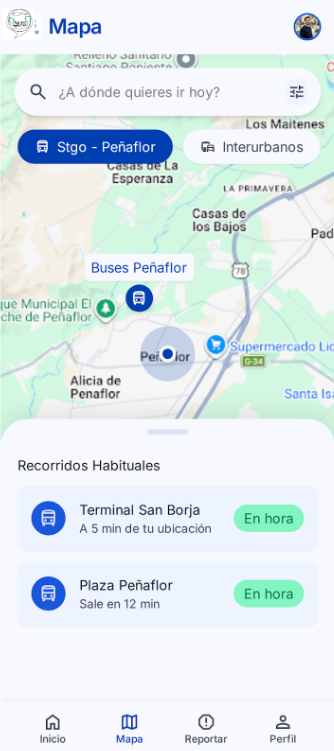 Mapa
Relleno Sanitario
Santiago Poniente
¿A dónde quieres ir hoy?
Los Maitenes
Stgo - Peñaflor
Interurbanos
Casas de La
Esperanza
LA PRIMAVERA
Casas de
los Bajos
Pad
78
Buses Peñaflor
que Municipal El
che de Peñaflor
Peñaflor
Supermercado Lid
G-34
Alicia de
Penaflor
Santa Is
Recorridos Habituales
Terminal San Borja
A 5 min de tu ubicación
En hora
Plaza Peñaflor
Sale en 12 min
En hora
Inicio
Mapa
Reportar
Perfil